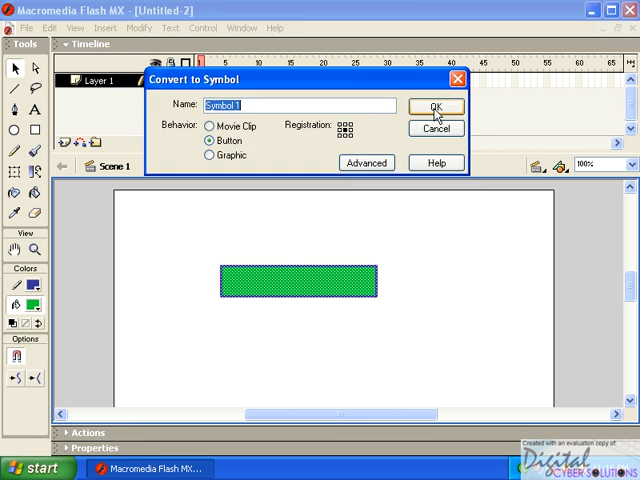 Macromedia Flash MX - [Untitled-2]
File Edit View Insert Modify Text Control Window Help
Tools
Timeline
1 5 10 15 20 25 30 35 40 45 50 55 60 65
Layer 1
Convert to Symbol
Name: Symbol 1
OK
Behavior: Movie Clip
Registration:
Cancel
Button
Graphic
Advanced
Help
Scene 1
100%
View
Colors
Options
Actions
Properties
start
Macromedia Flash MX...
Created with an evaluation copy of
Digital
CYBER SOLUTIONS